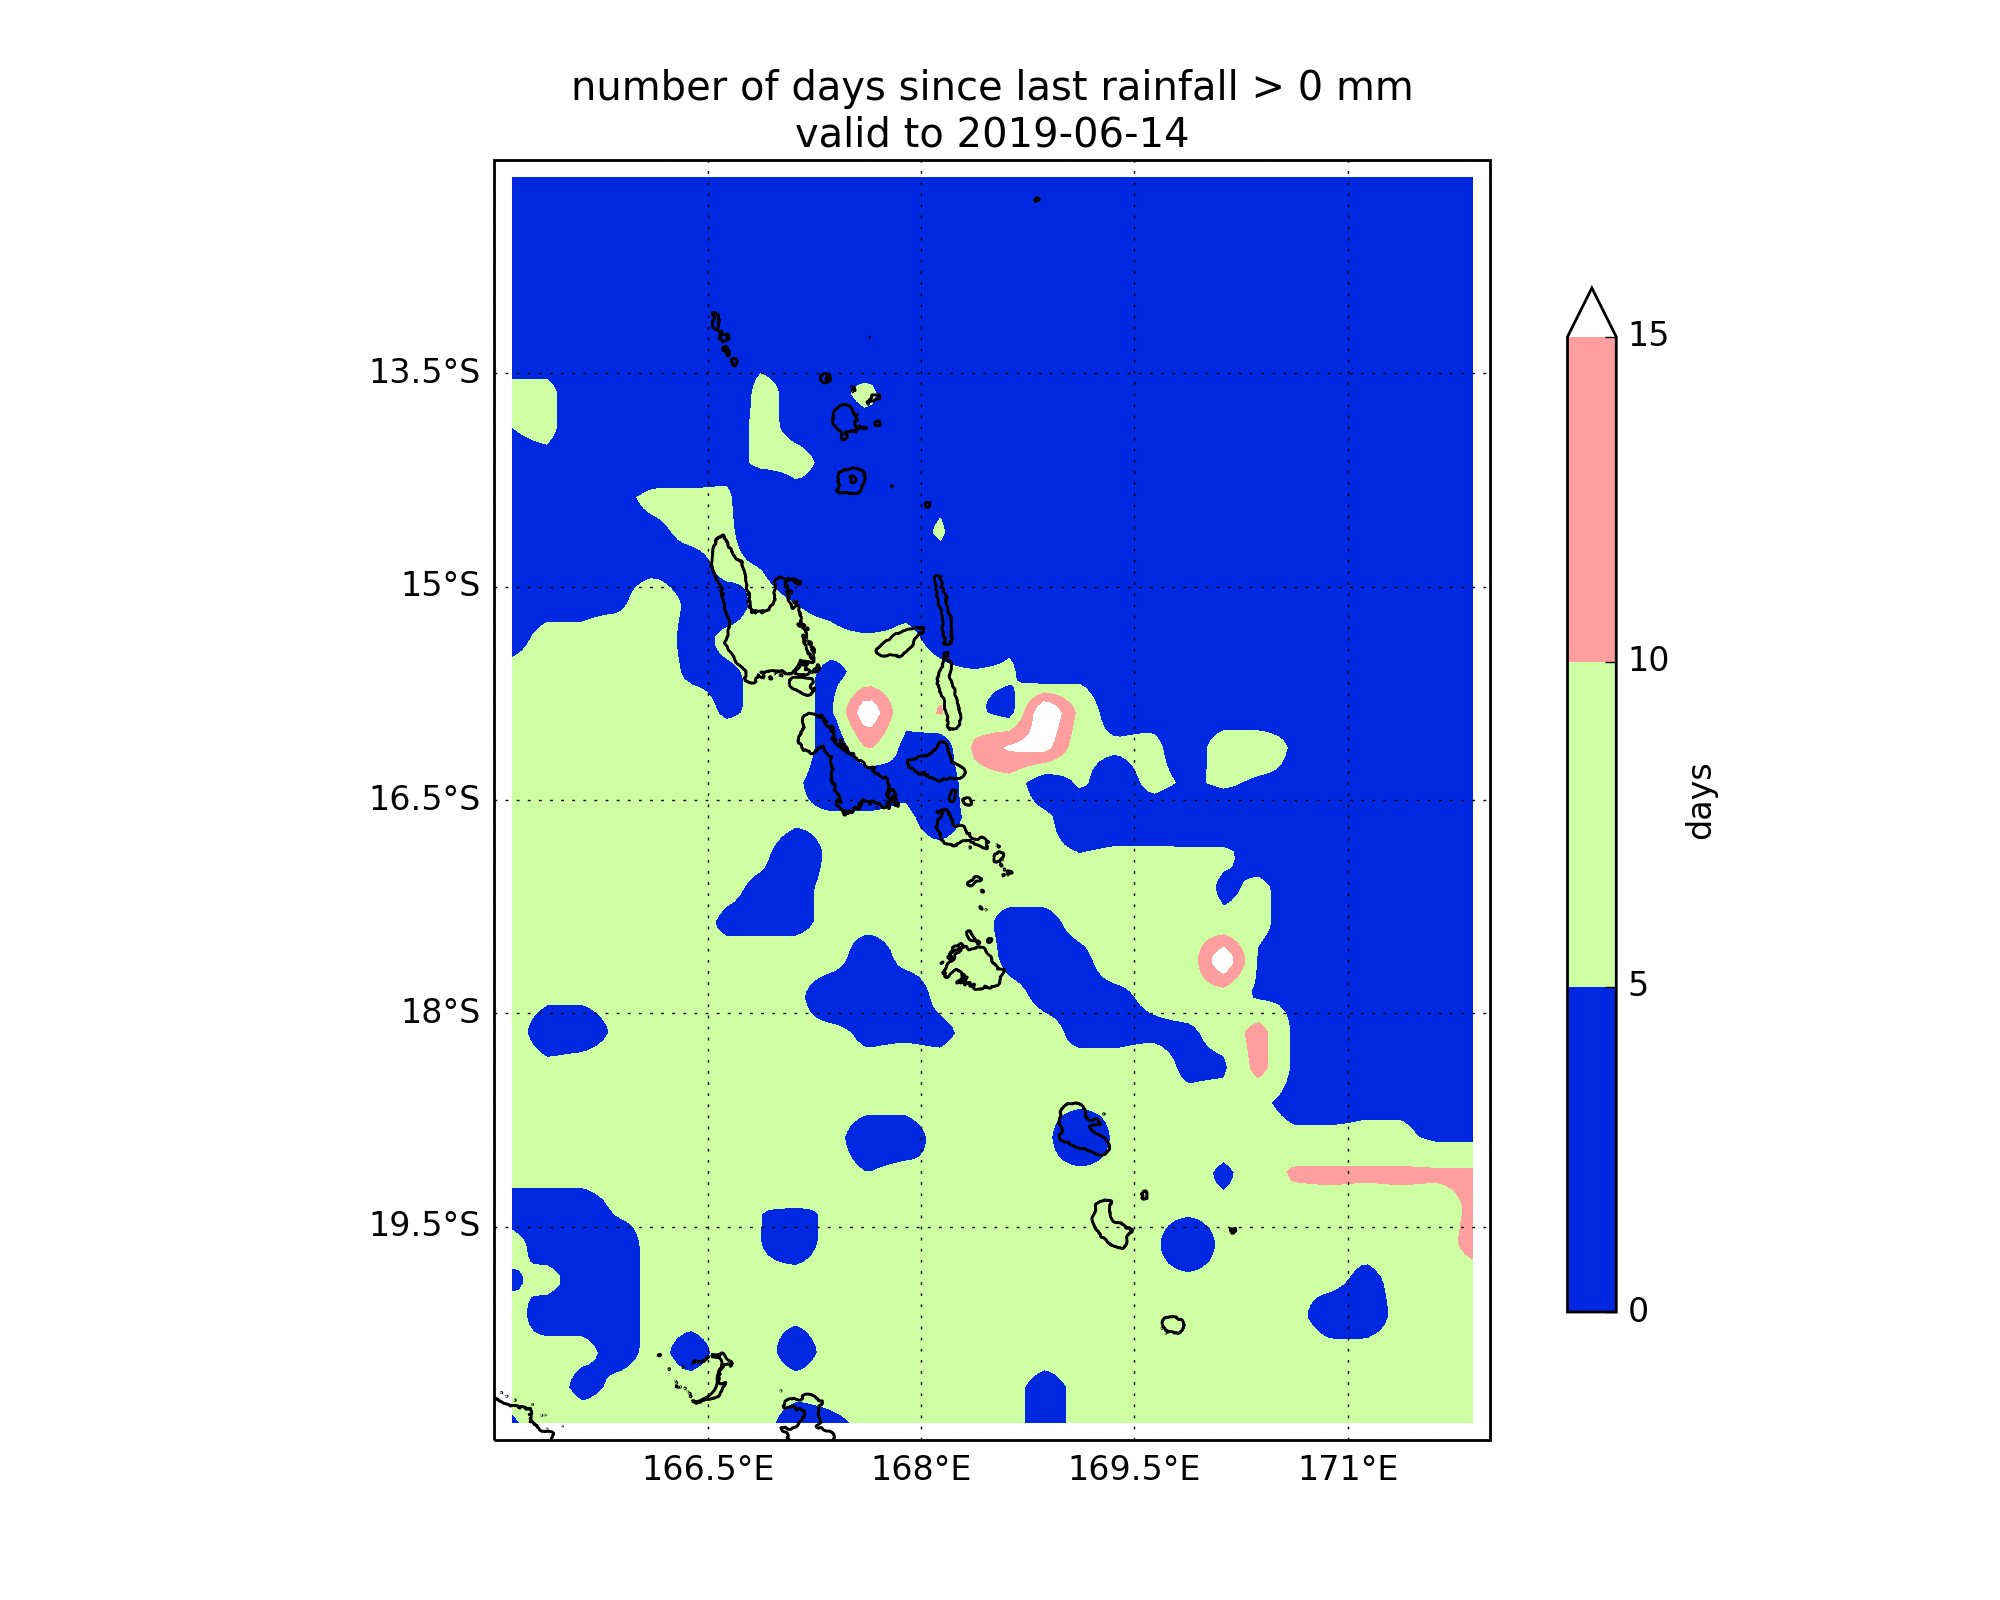 number of days since last rainfall > 0 mm
valid to 2019-06-14
13.5°S
15°S
16.5°S
18°S
19.5°S
166.5°E
168°E
169.5°E
171°E
15
10
5
0
days